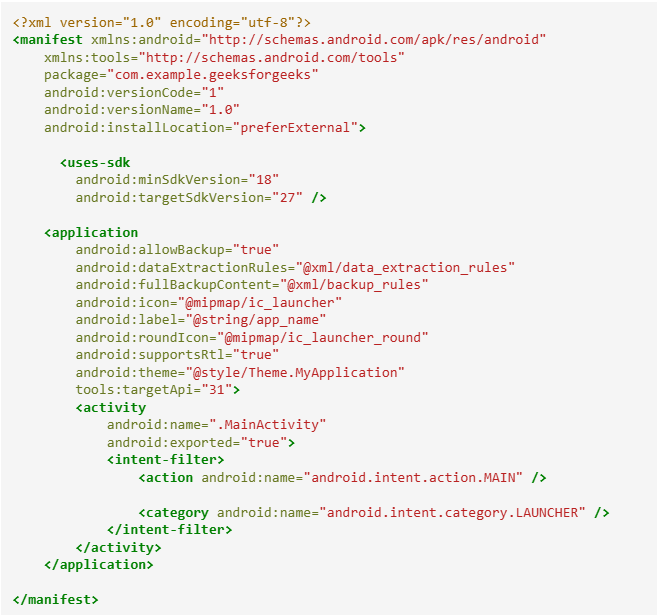 <?xml version="1.0" encoding="utf-8"?>
<manifest xmlns:android="http://schemas.android.com/apk/res/android"
    xmlns:tools="http://schemas.android.com/tools"
    package="com.example.geeksforgeeks"
    android:versionCode="1"
    android:versionName="1.0"
    android:installLocation="preferExternal">

      <uses-sdk
        android:minSdkVersion="18"
        android:targetSdkVersion="27" />

    <application
        android:allowBackup="true"
        android:dataExtractionRules="@xml/data_extraction_rules"
        android:fullBackupContent="@xml/backup_rules"
        android:icon="@mipmap/ic_launcher"
        android:label="@string/app_name"
        android:roundIcon="@mipmap/ic_launcher_round"
        android:supportsRtl="true"
        android:theme="@style/Theme.MyApplication"
        tools:targetApi="31">
        <activity
            android:name=".MainActivity"
            android:exported="true">
            <intent-filter>
                <action android:name="android.intent.action.MAIN" />

                <category android:name="android.intent.category.LAUNCHER" />
            </intent-filter>
        </activity>
    </application>

</manifest>